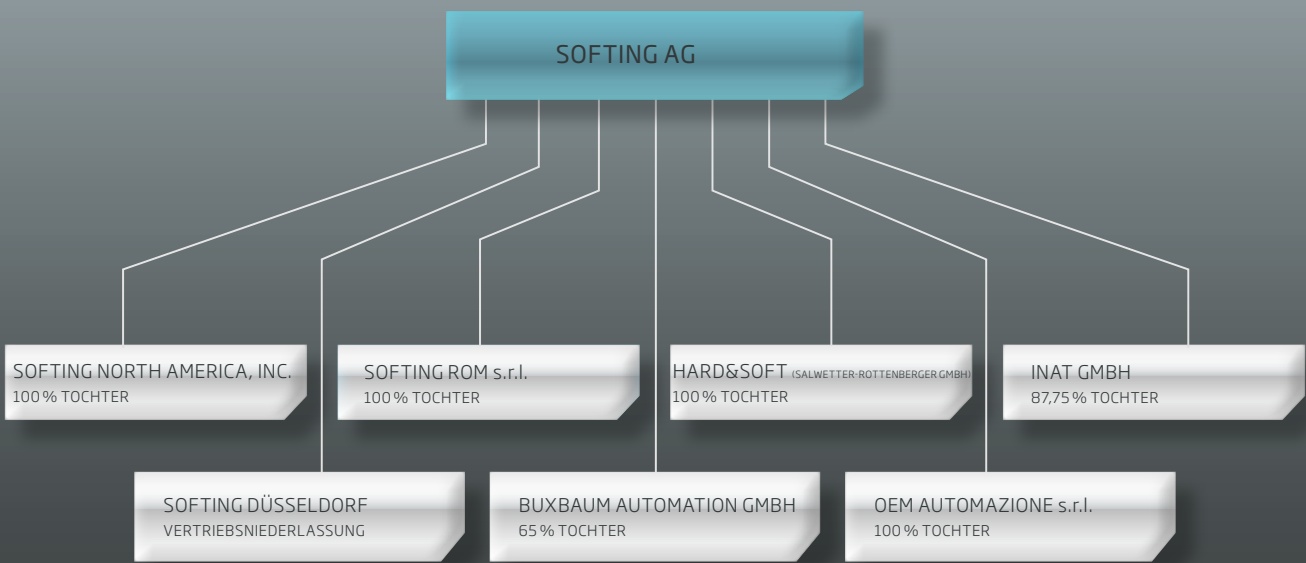 SOFTING AG
SOFTING NORTH AMERICA, INC.
100 % TOCHTER
SOFTING ROM s.r.l.
100 % TOCHTER
HARD&SOFT (SALWETTER-ROTTENBERGER GMBH)
100 % TOCHTER
INAT GMBH
87,75 % TOCHTER
SOFTING DÜSSELDORF
VERTRIEBSNIEDERLASSUNG
BUXBAUM AUTOMATION GMBH
65 % TOCHTER
OEM AUTOMAZIONE s.r.l.
100 % TOCHTER